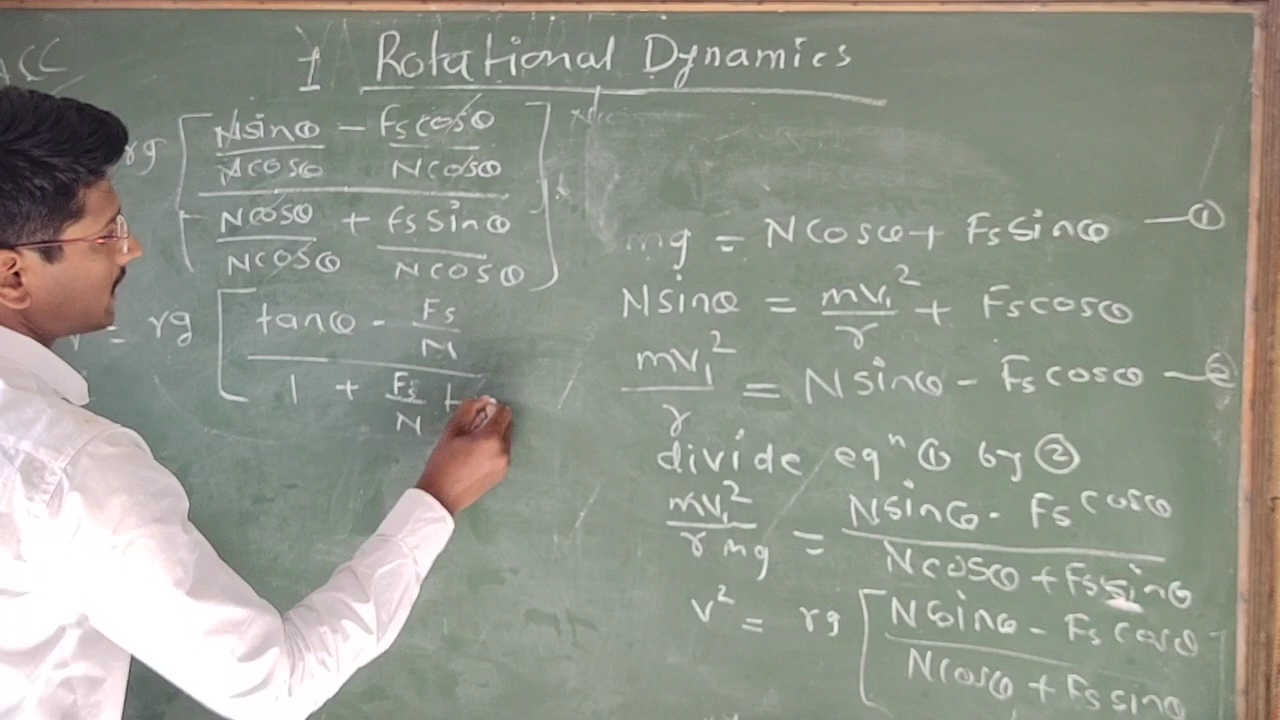 1 Rotational Dynamics
rg [ Nsinθ/Ncosθ - Fscosθ/Ncosθ
Ncosθ/Ncosθ + FsSinθ/Ncosθ ]
= rg [ tanθ - Fs/N
1 + Fs/N t
mg = Ncosθ + FsSinθ — ①
Nsinθ = mv₁²/r + Fscosθ
mv₁²/r = Nsinθ - Fscosθ — ②
divide eqⁿ ① by ②
mv₁²/rmg = Nsinθ - Fscosθ / Ncosθ + Fssinθ
v² = rg [ Nsinθ - Fscosθ / Ncosθ + Fssinθ